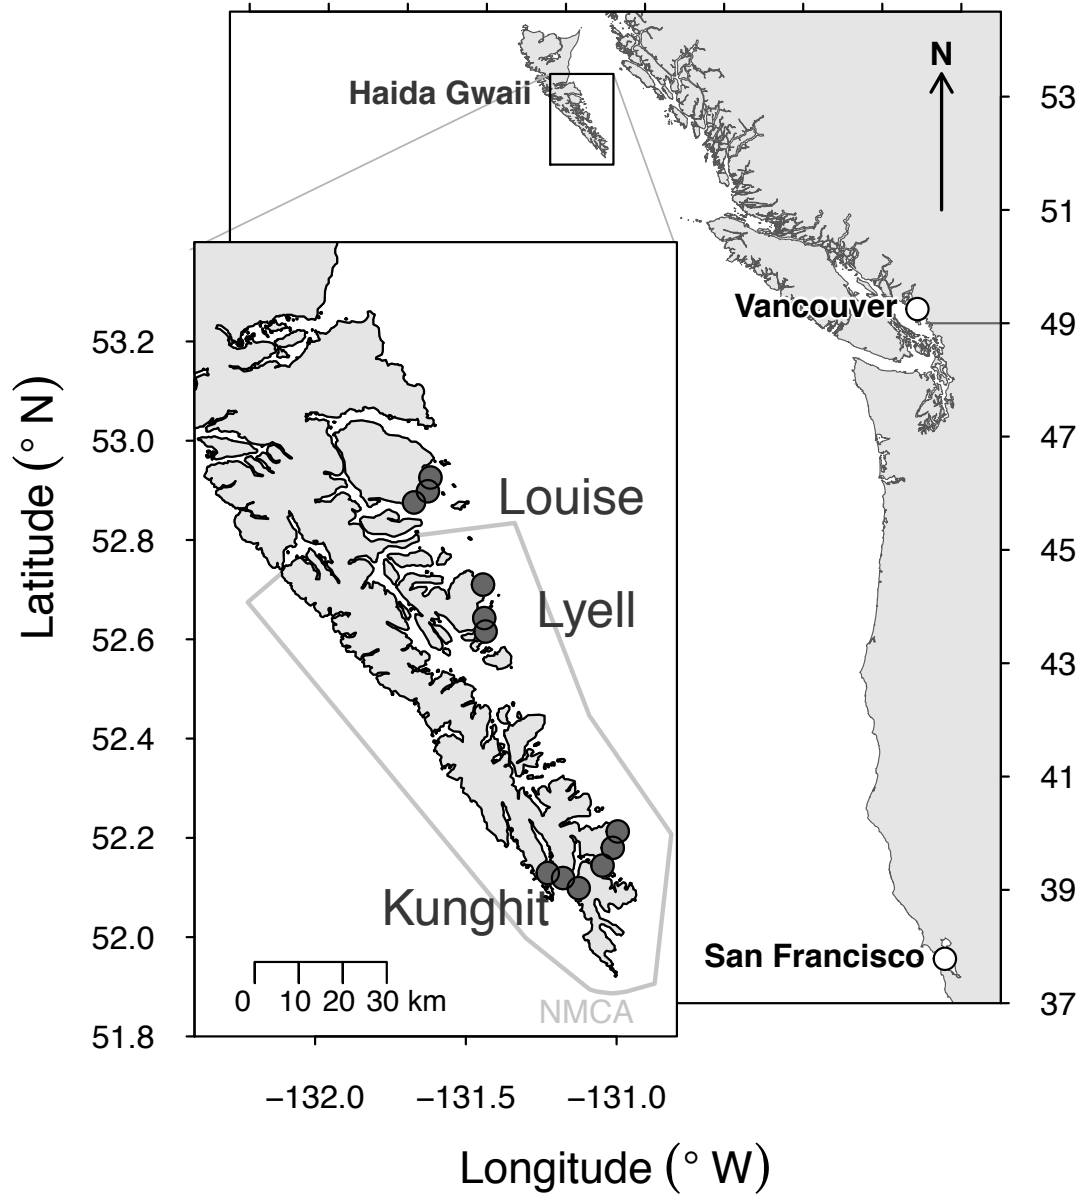 N
Haida Gwaii
53
51
Vancouver
49
53.2
47
53.0
Louise
52.8
45
Lyell
52.6
43
52.4
41
52.2
39
Kunghit
52.0
San Francisco
0 10 20 30 km
NMCA
37
51.8
−132.0 −131.5 −131.0
Latitude (° N)
Longitude (° W)